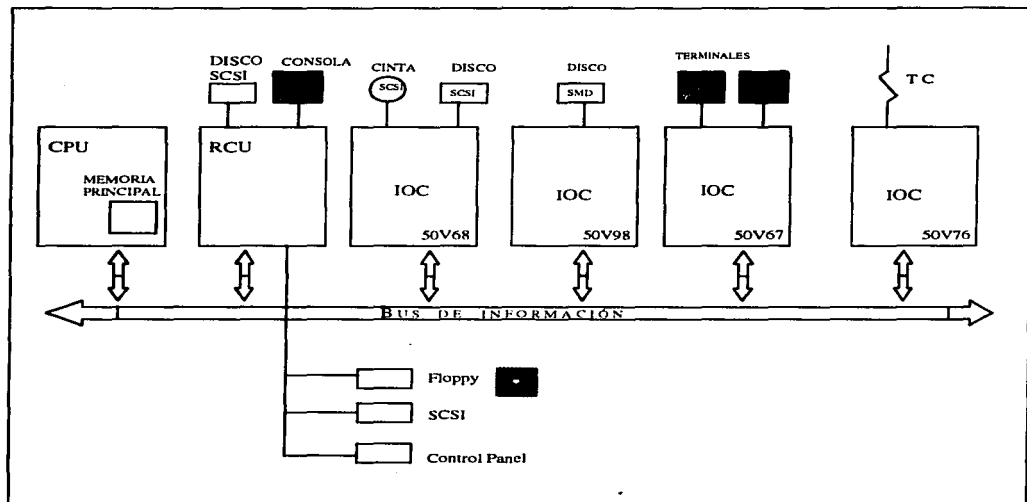 DISCO
SCSI
CONSOLA
CINTA
SCSI
DISCO
SCSI
DISCO
SMD
TERMINALES
TC
CPU
MEMORIA
PRINCIPAL
RCU
IOC
50V68
IOC
50V98
IOC
50V67
IOC
50V76
BUS DE INFORMACIÓN
Floppy
SCSI
Control Panel